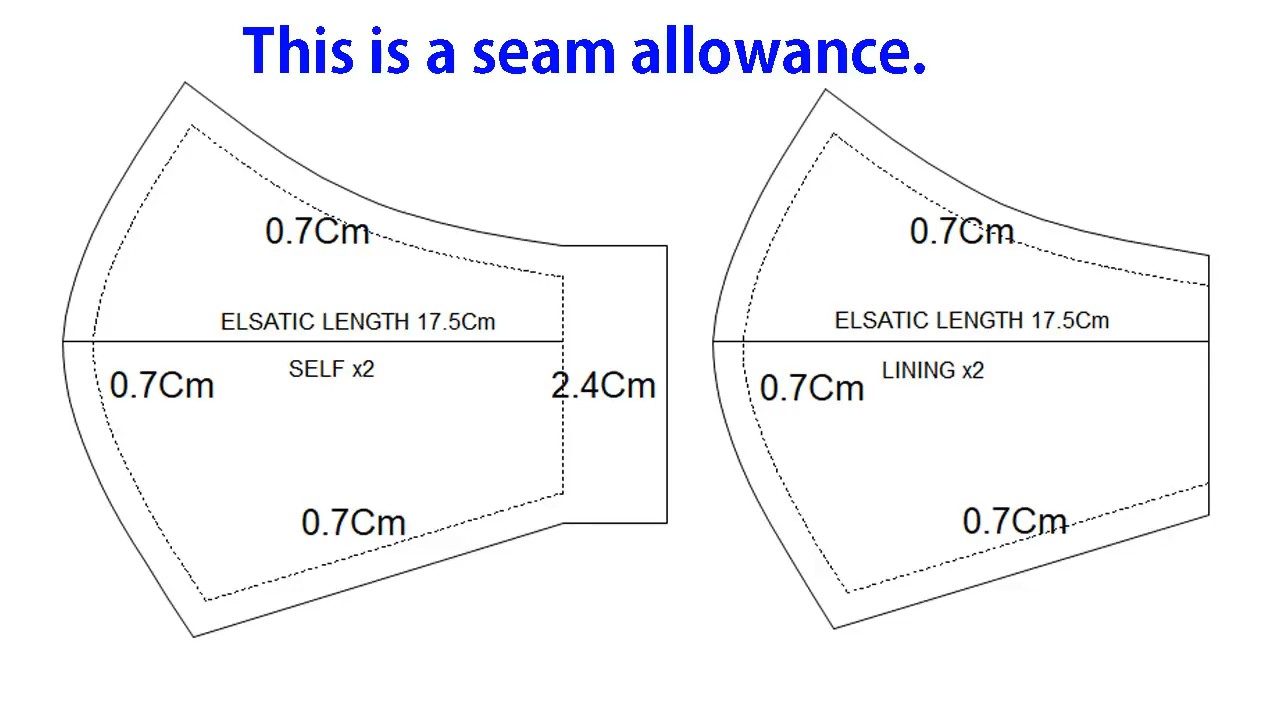 This is a seam allowance.
0.7Cm
ELSATIC LENGTH 17.5Cm
SELF x2
0.7Cm
2.4Cm
0.7Cm
0.7Cm
ELSATIC LENGTH 17.5Cm
LINING x2
0.7Cm
0.7Cm